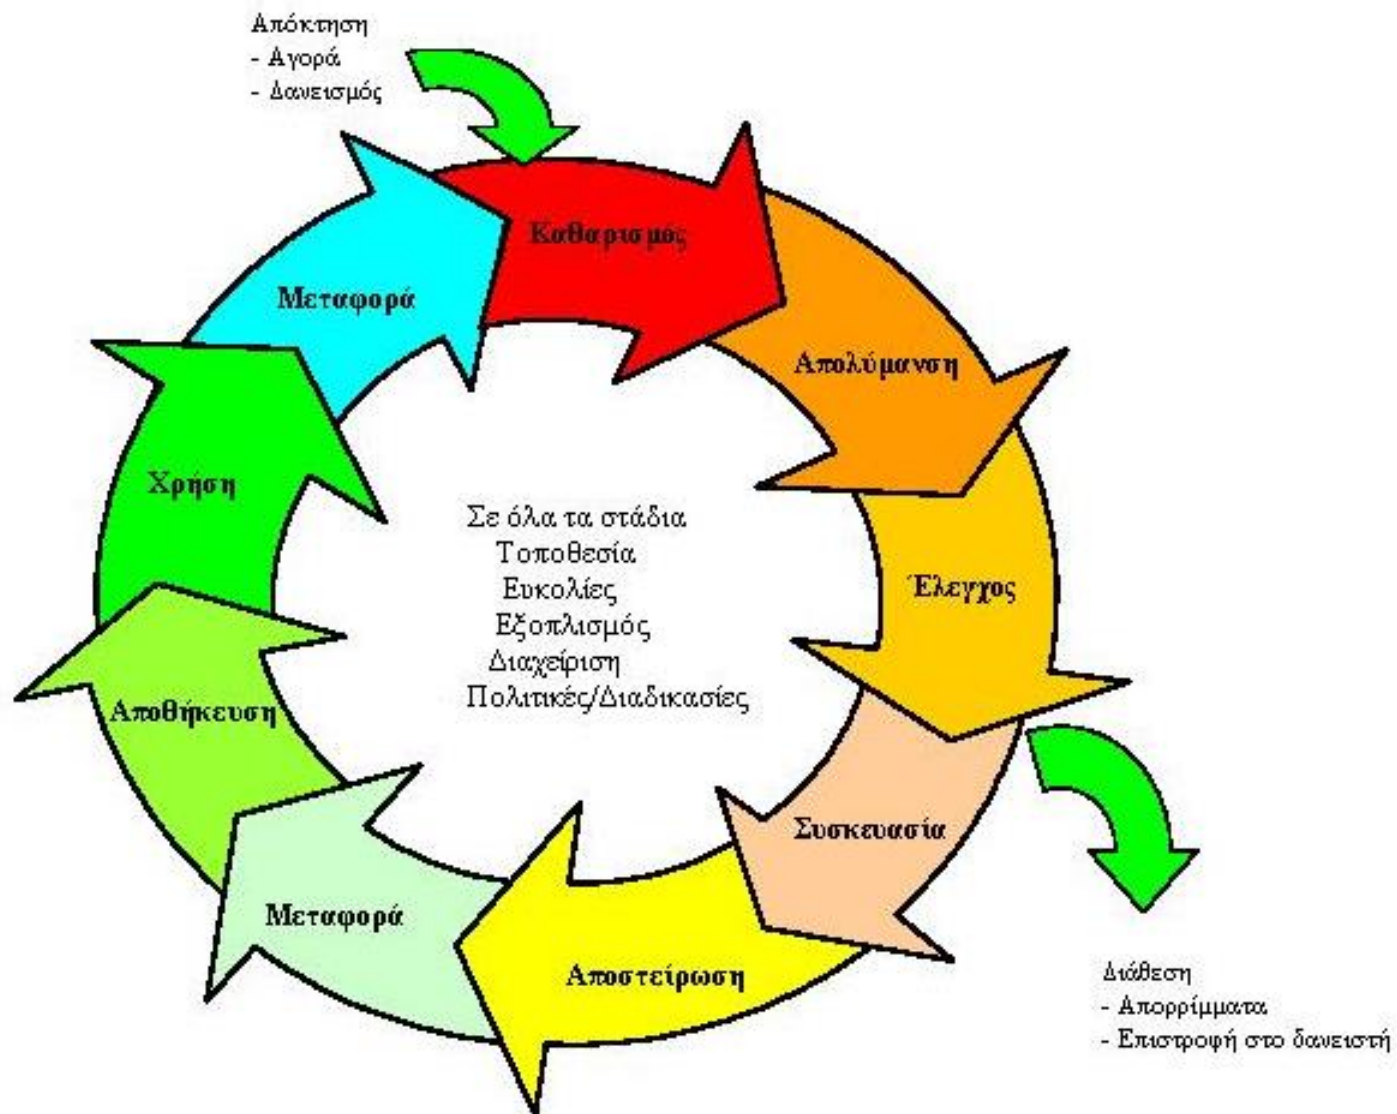 Απόκτηση
- Αγορά
- Δανεισμός
Καθαρισμός
Απολύμανση
Έλεγχος
Συσκευασία
Αποστείρωση
Μεταφορά
Αποθήκευση
Χρήση
Μεταφορά
Σε όλα τα στάδια
Τοποθεσία
Ευκολίες
Εξοπλισμός
Διαχείριση
Πολιτικές/Διαδικασίες
Διάθεση
- Απορρίμματα
- Επιστροφή στο δανειστή